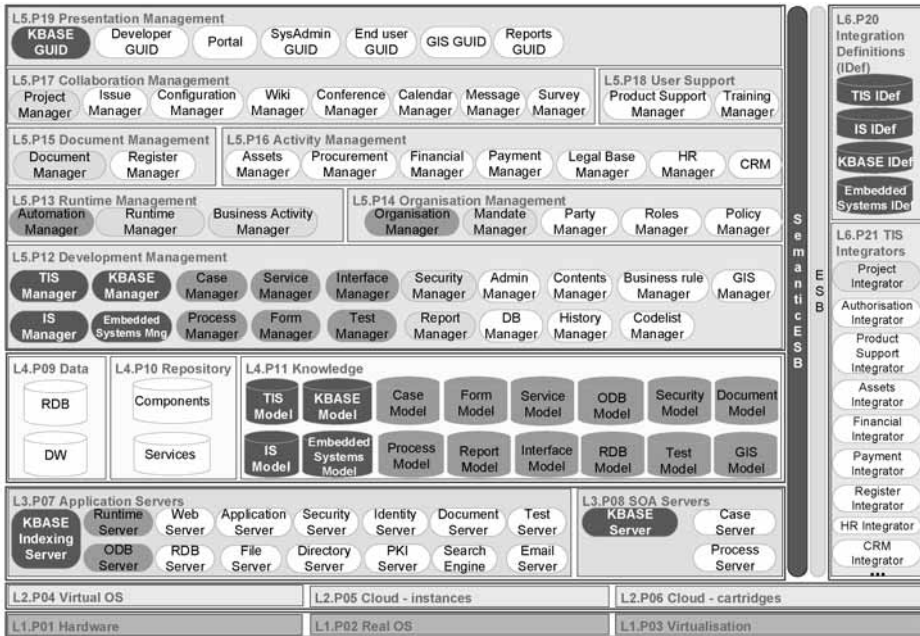 L5.P19 Presentation Management
KBASE
GUID
Developer
GUID
Portal
SysAdmin
GUID
End user
GUID
GIS GUID
Reports
GUID
L5.P17 Collaboration Management
Project
Manager
Issue
Manager
Configuration
Manager
Wiki
Manager
Conference
Manager
Calendar
Manager
Message
Manager
Survey
Manager
L5.P18 User Support
Product Support
Manager
Training
Manager
L5.P15 Document Management
Document
Manager
Register
Manager
L5.P16 Activity Management
Assets
Manager
Procurement
Manager
Financial
Manager
Payment
Manager
Legal Base
Manager
HR
Manager
CRM
L5.P13 Runtime Management
Automation
Manager
Runtime
Manager
Business Activity
Manager
L5.P14 Organisation Management
Organisation
Manager
Mandate
Manager
Party
Manager
Roles
Manager
Policy
Manager
L5.P12 Development Management
TIS
Manager
KBASE
Manager
Case
Manager
Service
Manager
Interface
Manager
Security
Manager
Admin
Manager
Contents
Manager
Business rule
Manager
GIS
Manager
IS
Manager
Embedded
Systems Mng
Process
Manager
Form
Manager
Test
Manager
Report
Manager
DB
Manager
History
Manager
Codelist
Manager
L4.P09 Data
RDB
DW
L4.P10 Repository
Components
Services
L4.P11 Knowledge
TIS
Model
KBASE
Model
Case
Model
Form
Model
Service
Model
ODB
Model
Security
Model
Document
Model
IS
Model
Embedded
Systems
Model
Process
Model
Report
Model
Interface
Model
RDB
Model
Test
Model
GIS
Model
L3.P07 Application Servers
KBASE
Indexing
Server
Runtime
Server
Web
Server
Application
Server
Security
Server
Identity
Server
Document
Server
Test
Server
ODB
Server
RDB
Server
File
Server
Directory
Server
PKI
Server
Search
Engine
Email
Server
L3.P08 SOA Servers
KBASE
Server
Case
Server
Process
Server
L2.P04 Virtual OS
L2.P05 Cloud - instances
L2.P06 Cloud - cartridges
L1.P01 Hardware
L1.P02 Real OS
L1.P03 Virtualisation
Semantic ESB
ESB
L6.P20
Integration
Definitions
(IDef)
TIS IDef
IS IDef
KBASE IDef
Embedded
Systems IDef
L6.P21 TIS
Integrators
Project
Integrator
Authorisation
Integrator
Product
Support
Integrator
Assets
Integrator
Financial
Integrator
Payment
Integrator
Register
Integrator
HR Integrator
CRM
Integrator
...